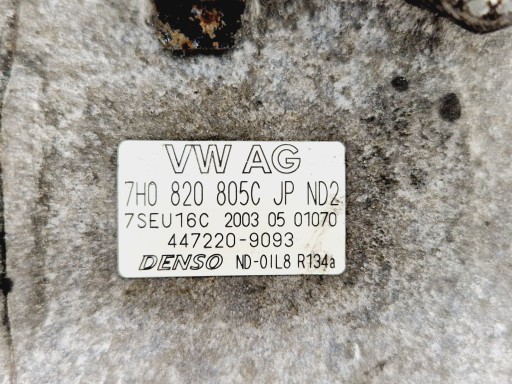 VW AG
7H0 820 805C JP ND2
7SEU16C 2003 05 01070
447220-9093
DENSO ND-OIL8 R134a